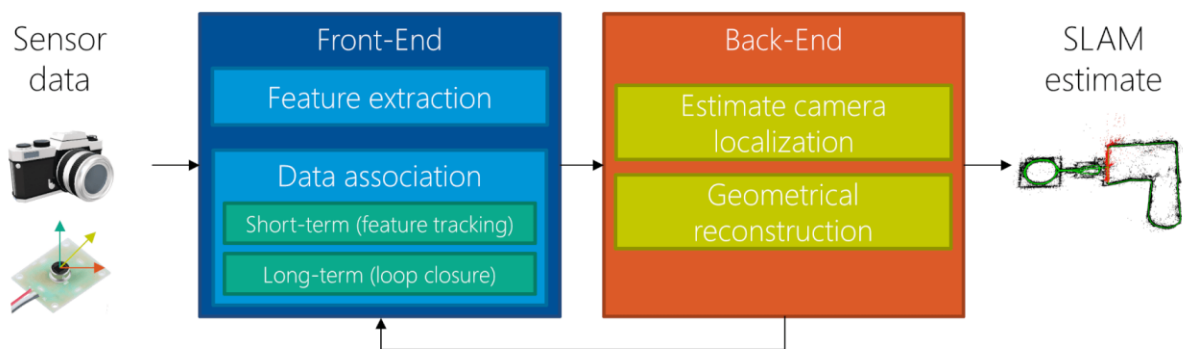 Sensor
data
Front-End
Feature extraction
Data association
Short-term (feature tracking)
Long-term (loop closure)
Back-End
Estimate camera
localization
Geometrical
reconstruction
SLAM
estimate